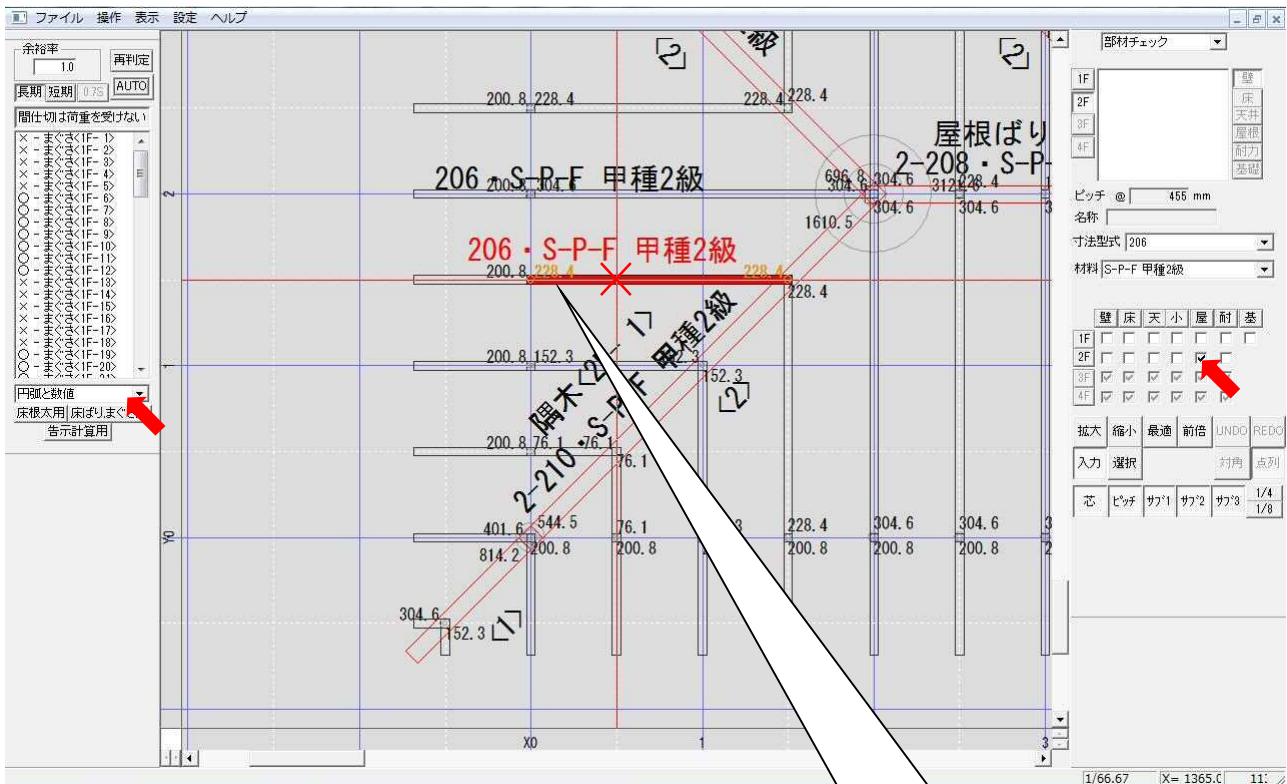 ファイル 操作 表示 設定 ヘルプ
余裕率
1.0
再判定
長期 短期 0.7S AUTO
間仕切は荷重を受けない
× - まぐさ<1F- 1>
× - まぐさ<1F- 2>
× - まぐさ<1F- 3>
× - まぐさ<1F- 4>
× - まぐさ<1F- 5>
○ - まぐさ<1F- 6>
○ - まぐさ<1F- 7>
○ - まぐさ<1F- 8>
○ - まぐさ<1F- 9>
○ - まぐさ<1F-10>
○ - まぐさ<1F-11>
○ - まぐさ<1F-12>
○ - まぐさ<1F-13>
× - まぐさ<1F-14>
× - まぐさ<1F-15>
× - まぐさ<1F-16>
× - まぐさ<1F-17>
× - まぐさ<1F-18>
○ - まぐさ<1F-19>
○ - まぐさ<1F-20>
円弧と数値
床根太用 床ばりまぐ
告示計算用
[2]
[2]
200.8 228.4
228.4 228.4
屋根ばり
2-208・S-P-
206・S-P-F 甲種2級
200.8 304.6
696.8
304.6 304.6
228.4
304.6 304.6
1610.5
206・S-P-F 甲種2級
200.8 228.4
228.4
228.4
200.8 152.3
152.3
[2]
隅木
2-210・S-P-F 甲種2級
200.8 76.1 76.1
76.1
401.6 544.5 76.1
228.4 304.6 304.6
814.2 200.8 200.8
200.8 200.8 200.8
304.6
152.3 [1]
2
1
Y0
X0 1 3
部材チェック
1F
2F
3F
4F
壁
床
天井
屋根
耐力
基礎
ピッチ @ 455 mm
名称
寸法型式 206
材料 S-P-F 甲種2級
壁 床 天 小 屋 耐 基
1F
2F
3F
4F
拡大 縮小 最適 前倍 UNDO REDO
入力 選択 対角 点列
芯 ピッチ サブ1 サブ2 サブ3 1/4
1/8
1/66.67 X= 1365.0